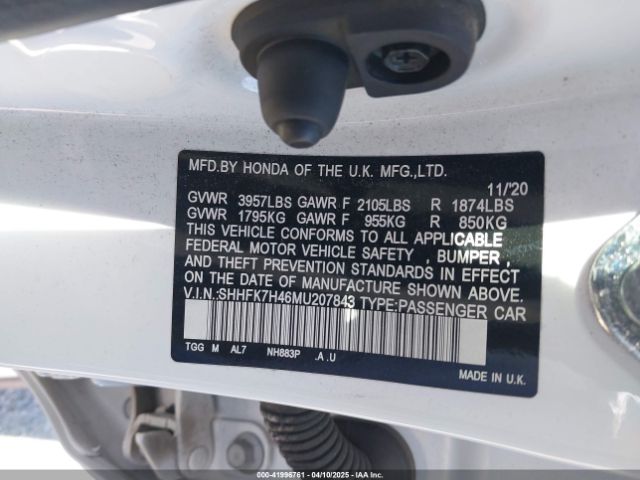 MFD.BY HONDA OF THE U.K. MFG.,LTD.
11/'20
GVWR 3957LBS GAWR F 2105LBS R 1874LBS
GVWR 1795KG GAWR F 955KG R 850KG
THIS VEHICLE CONFORMS TO ALL APPLICABLE
FEDERAL MOTOR VEHICLE SAFETY , BUMPER ,
AND THEFT PREVENTION STANDARDS IN EFFECT
ON THE DATE OF MANUFACTURE SHOWN ABOVE.
V.I.N.:SHHFK7H46MU207843 TYPE:PASSENGER CAR
TGG M AL7 NH883P .A .U
MADE IN U.K.
000-41996761 - 04/10/2025 - IAA Inc.